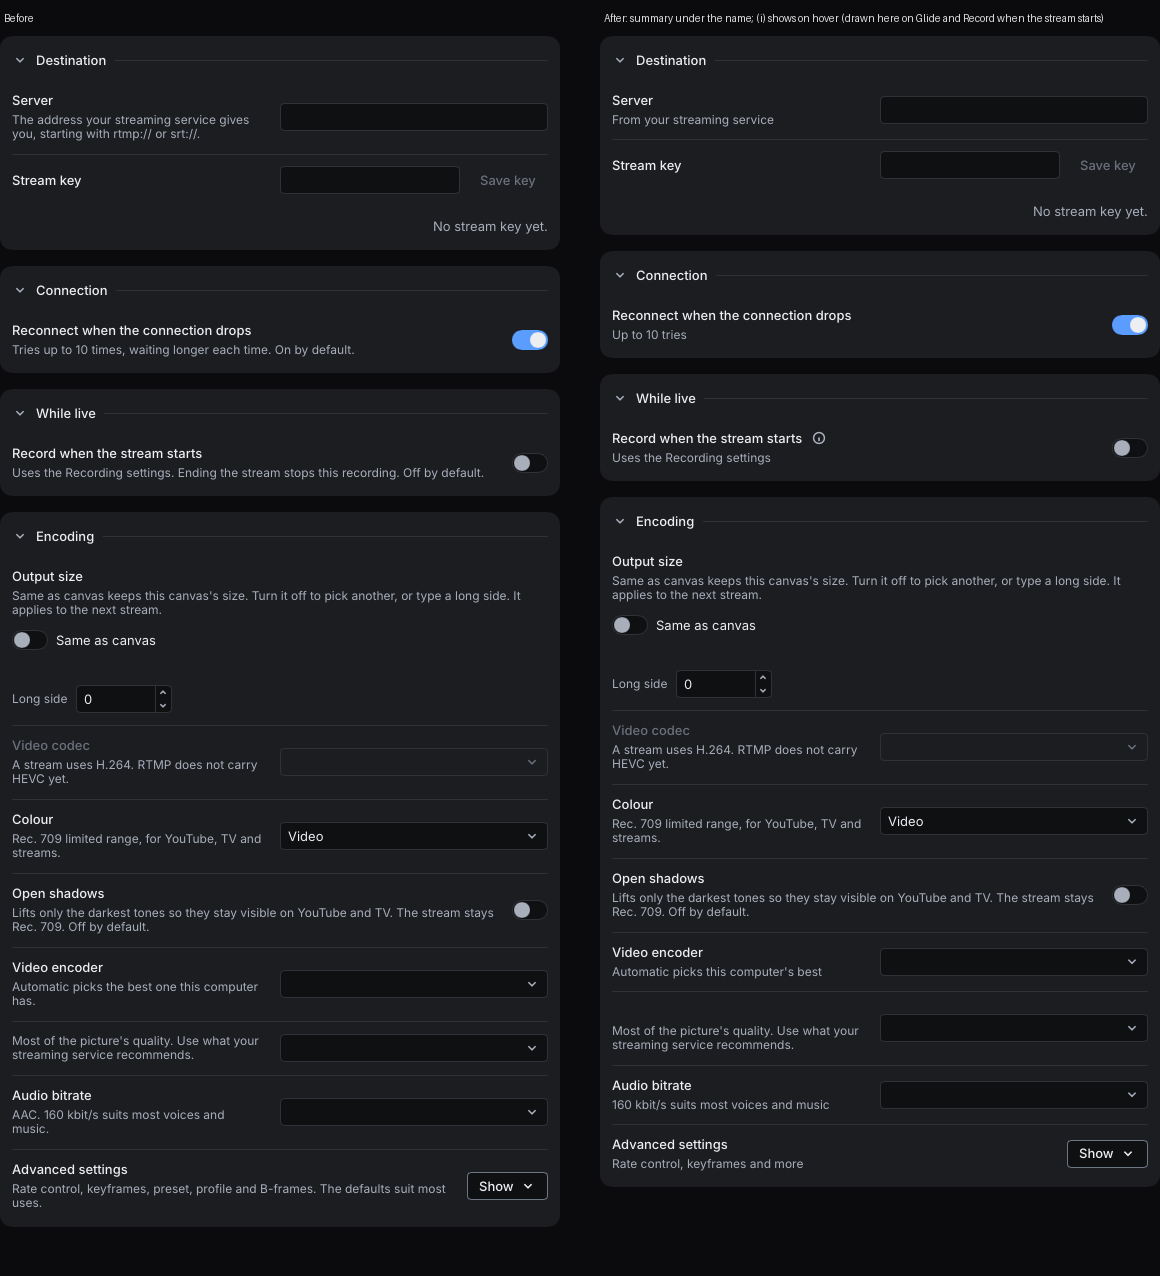 Before
Destination
Server
The address your streaming service gives
you, starting with rtmp:// or srt://.
Stream key
Save key
No stream key yet.
Connection
Reconnect when the connection drops
Tries up to 10 times, waiting longer each time. On by default.
While live
Record when the stream starts
Uses the Recording settings. Ending the stream stops this recording. Off by default.
Encoding
Output size
Same as canvas keeps this canvas's size. Turn it off to pick another, or type a long side. It
applies to the next stream.
Same as canvas
Long side 0
Video codec
A stream uses H.264. RTMP does not carry
HEVC yet.
Colour
Rec. 709 limited range, for YouTube, TV and
streams.
Video
Open shadows
Lifts only the darkest tones so they stay visible on YouTube and TV. The stream stays
Rec. 709. Off by default.
Video encoder
Automatic picks the best one this computer
has.
Most of the picture's quality. Use what your
streaming service recommends.
Audio bitrate
AAC. 160 kbit/s suits most voices and
music.
Advanced settings
Rate control, keyframes, preset, profile and B-frames. The defaults suit most
uses.
Show
After: summary under the name; (i) shows on hover (drawn here on Glide and Record when the stream starts)
Destination
Server
From your streaming service
Stream key
Save key
No stream key yet.
Connection
Reconnect when the connection drops
Up to 10 tries
While live
Record when the stream starts
Uses the Recording settings
Encoding
Output size
Same as canvas keeps this canvas's size. Turn it off to pick another, or type a long side. It
applies to the next stream.
Same as canvas
Long side 0
Video codec
A stream uses H.264. RTMP does not carry
HEVC yet.
Colour
Rec. 709 limited range, for YouTube, TV and
streams.
Video
Open shadows
Lifts only the darkest tones so they stay visible on YouTube and TV. The stream stays
Rec. 709. Off by default.
Video encoder
Automatic picks this computer's best
Most of the picture's quality. Use what your
streaming service recommends.
Audio bitrate
160 kbit/s suits most voices and music
Advanced settings
Rate control, keyframes and more
Show